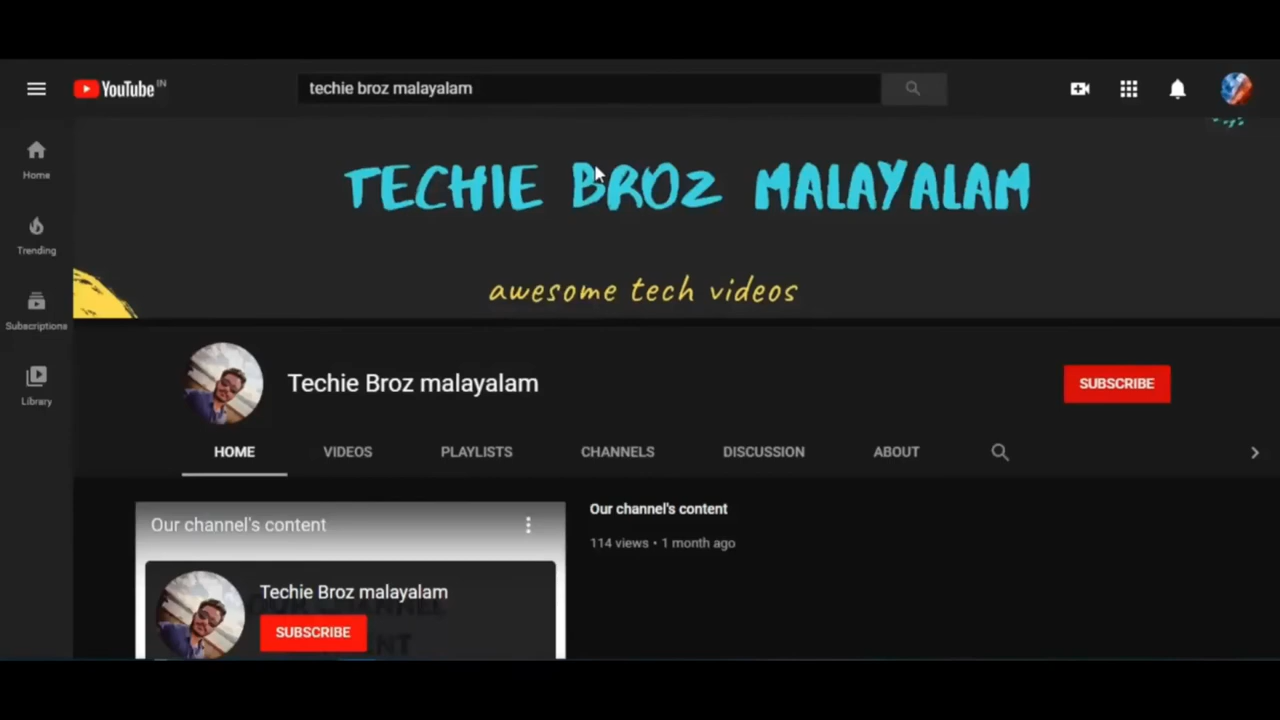 YouTube IN
techie broz malayalam
Home
Trending
Subscriptions
Library
TECHIE BROZ MALAYALAM
awesome tech videos
Techie Broz malayalam
SUBSCRIBE
HOME VIDEOS PLAYLISTS CHANNELS DISCUSSION ABOUT
Our channel's content
Techie Broz malayalam
SUBSCRIBE
Our channel's content
114 views • 1 month ago